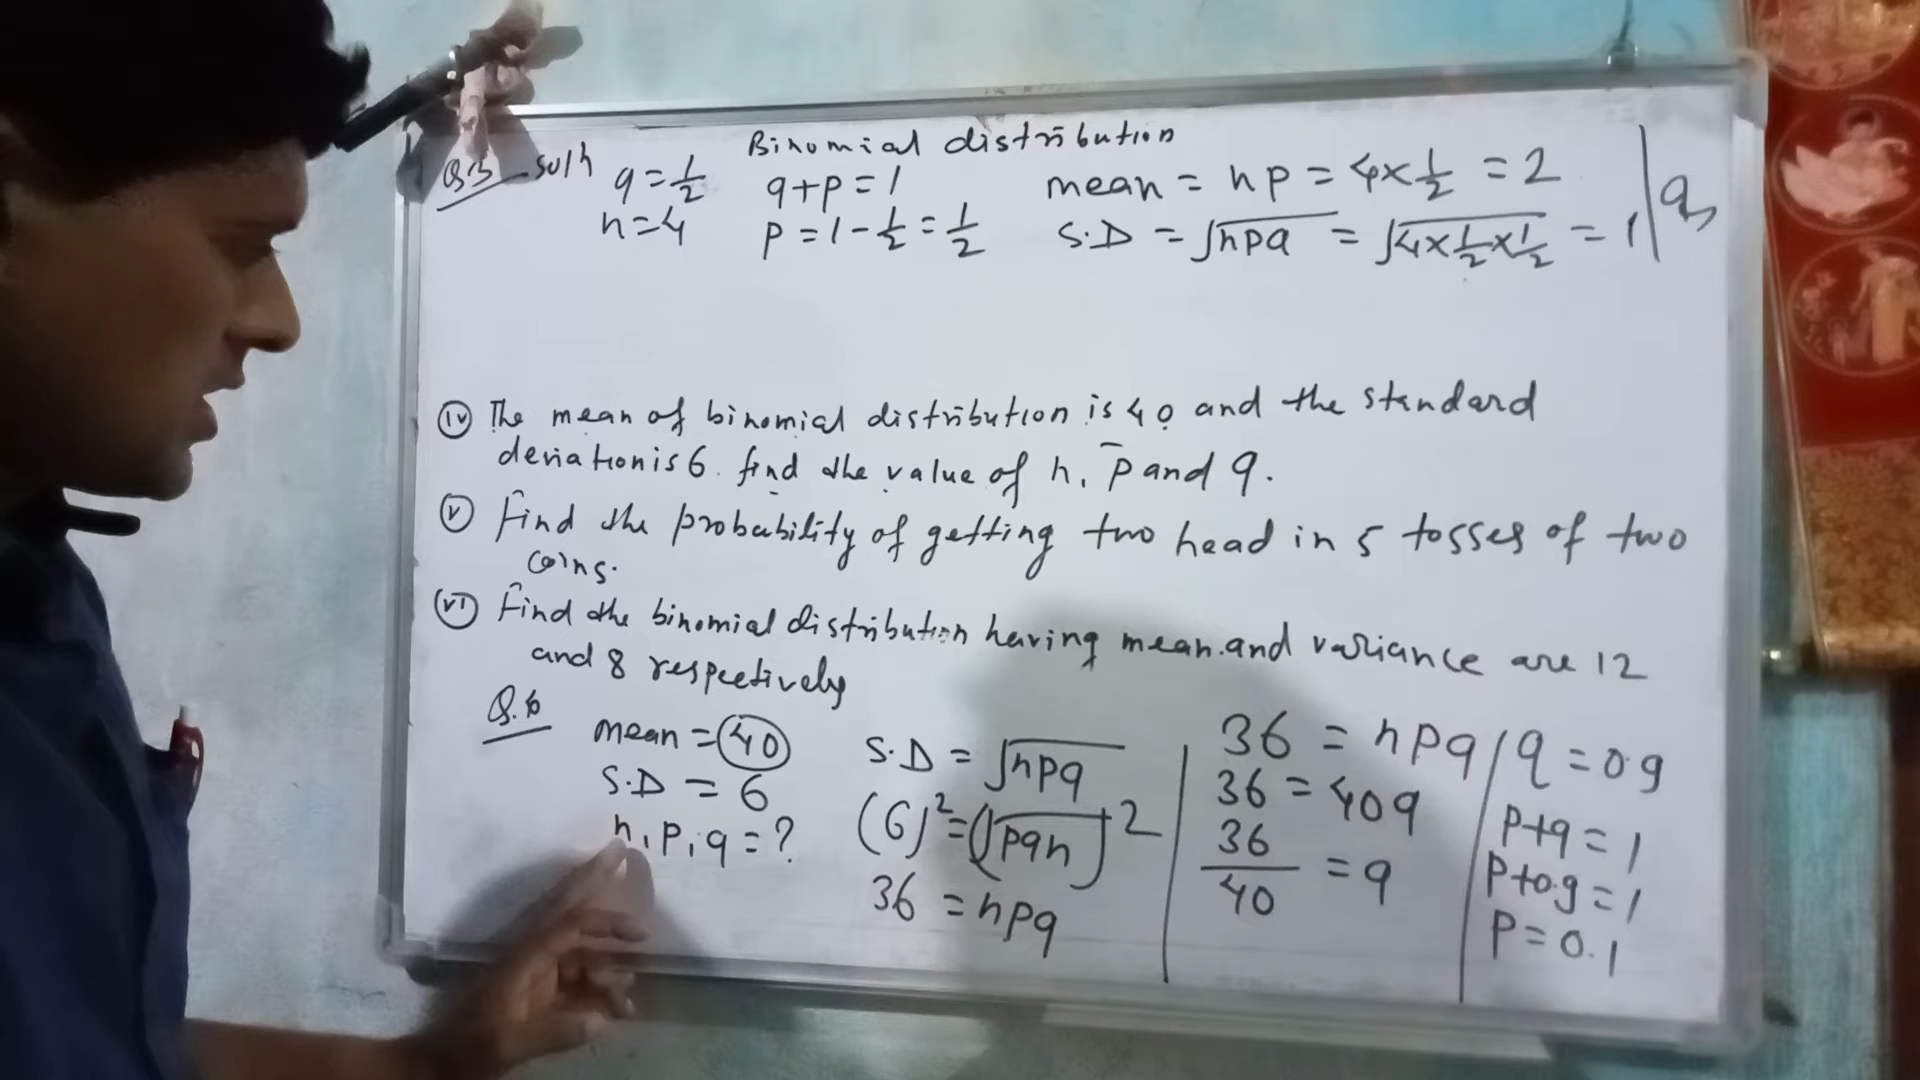 Binomial distribution
Q3 soln
q = 1/2
n = 4
q + p = 1
p = 1 - 1/2 = 1/2
mean = np = 4 × 1/2 = 2
S.D = √npq = √4 × 1/2 × 1/2 = 1
(iv) The mean of binomial distribution is 40 and the standard
deviation is 6. find the value of n, p and q.
(v) Find the probability of getting two head in 5 tosses of two
coins.
(vi) Find the binomial distribution having mean and variance are 12
and 8 respectively
mean = 40
S.D = 6
n, p, q = ?
S.D = √npq
(6)² = (√pqn)²
36 = npq
36 = npq
36 = 40q
36/40 = q
q = 0.9
p + q = 1
p + 0.9 = 1
p = 0.1